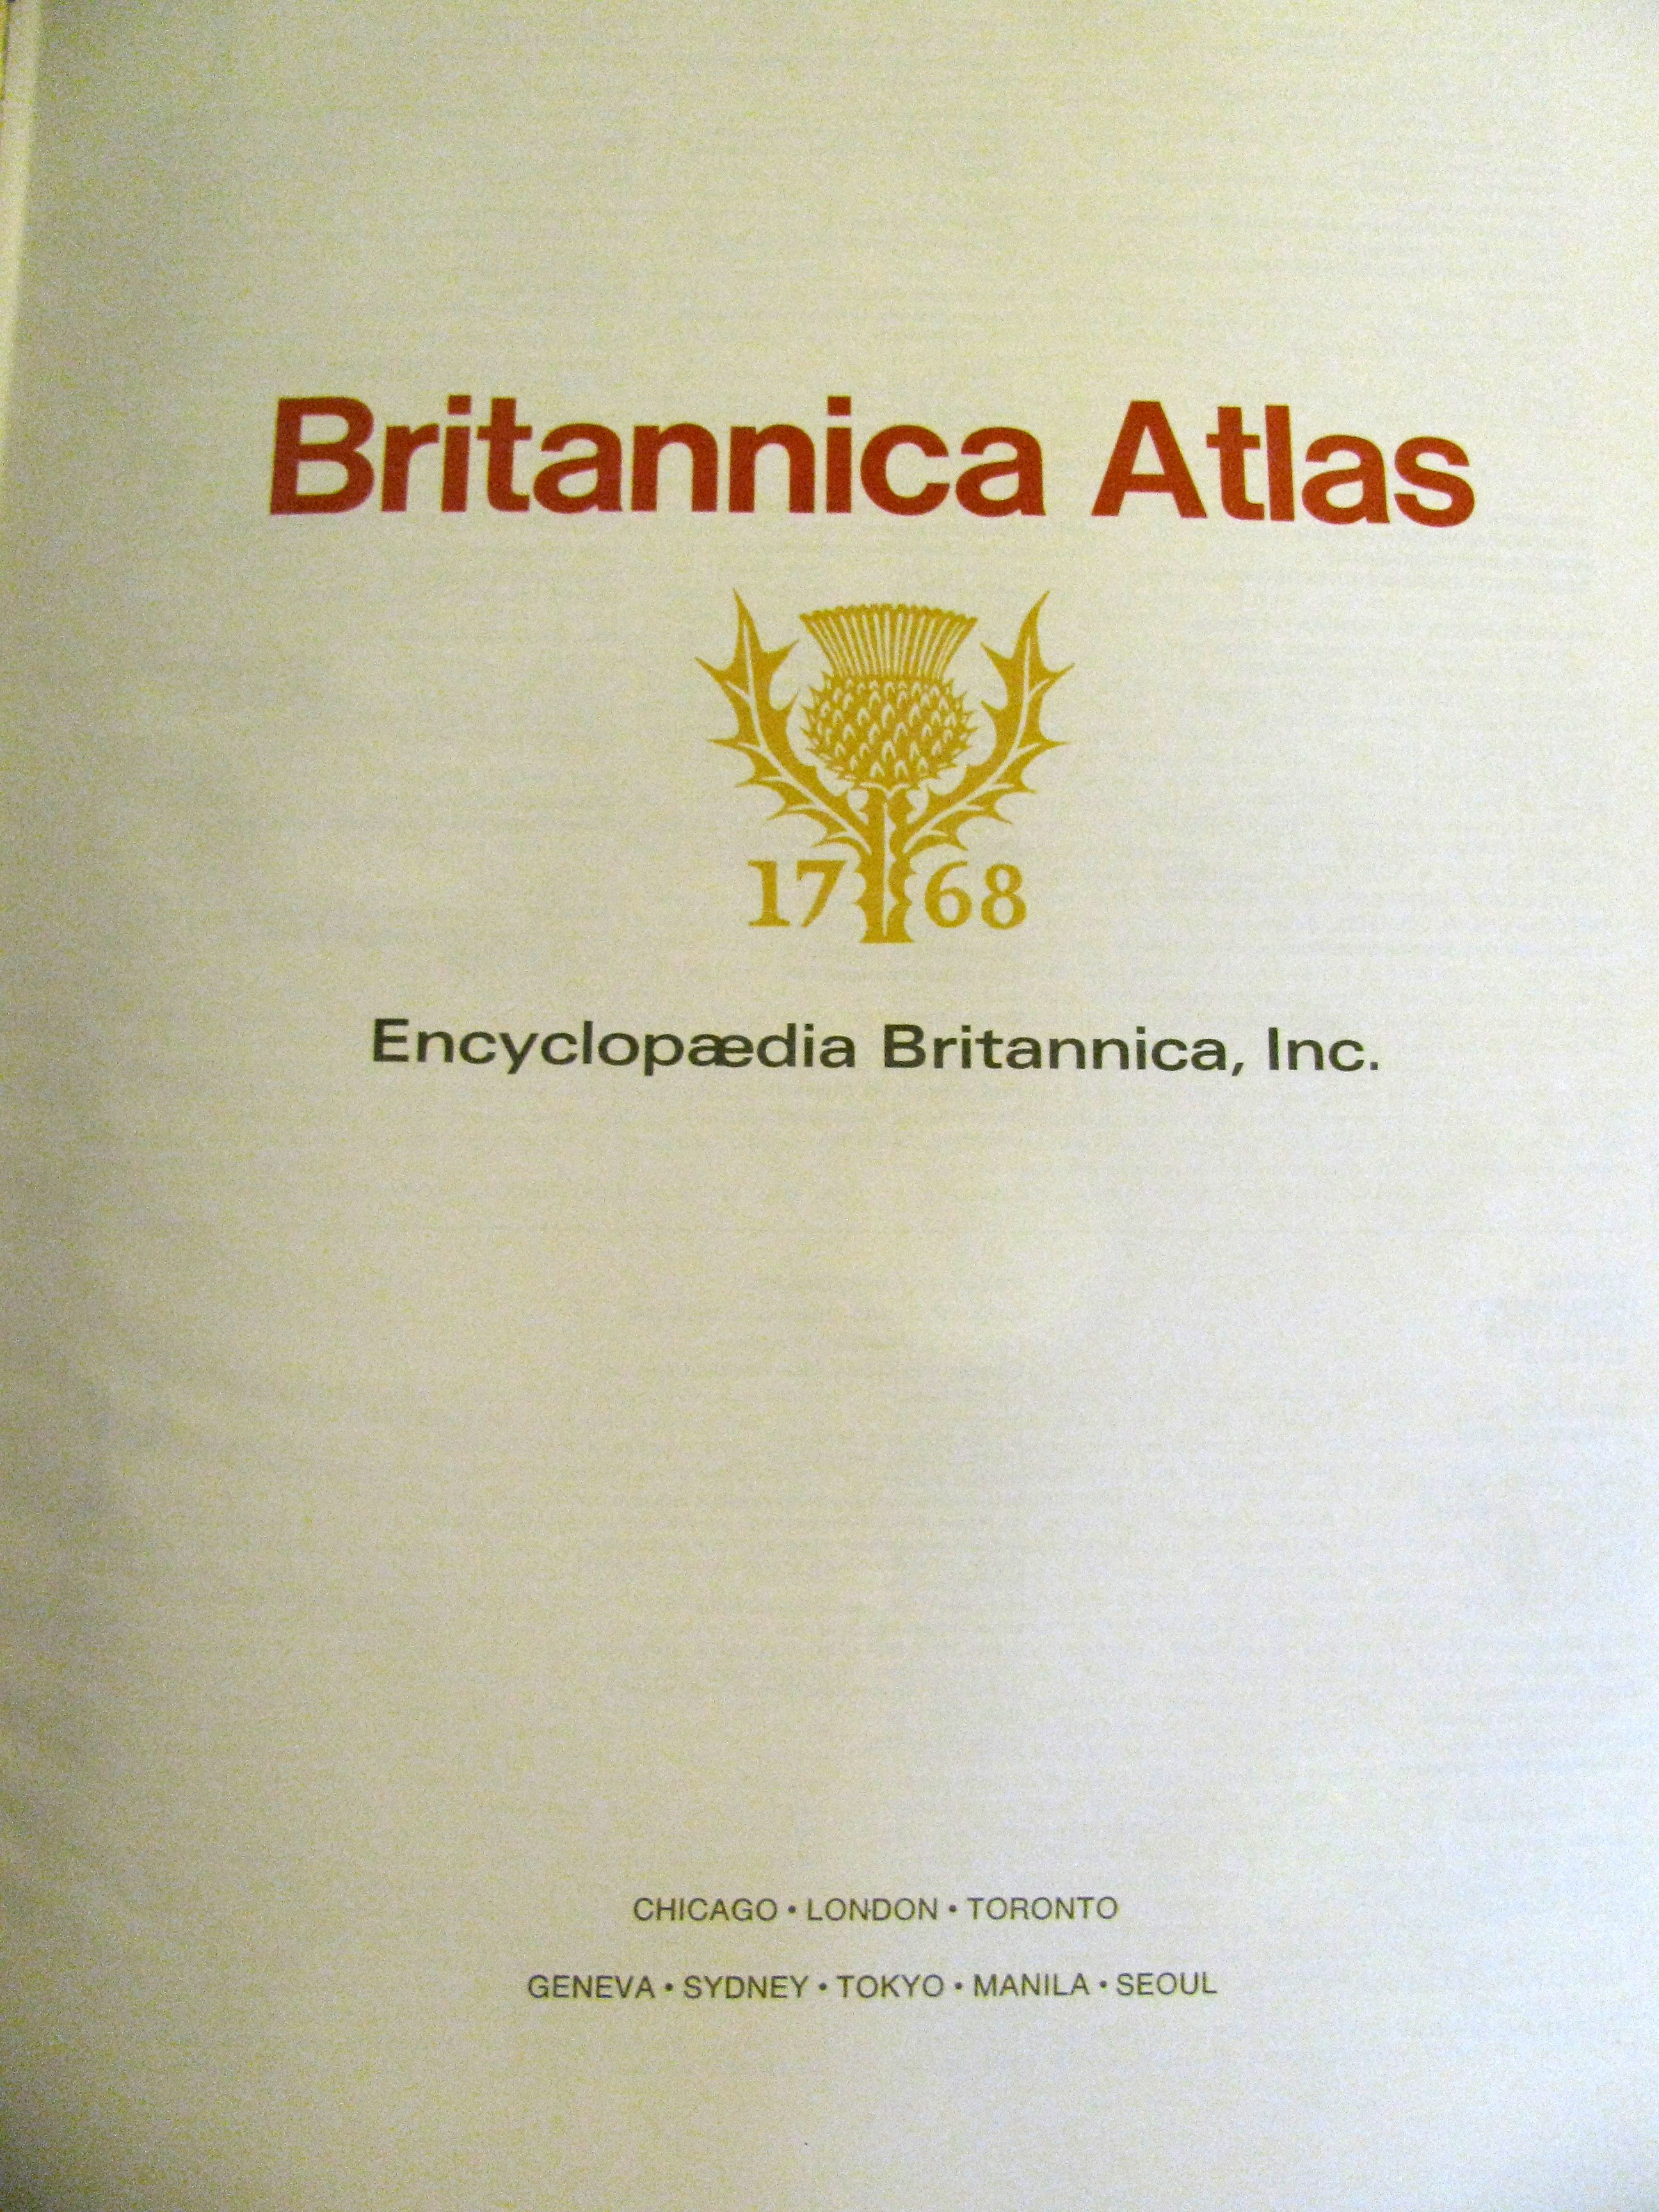 Britannica Atlas
17 68
Encyclopædia Britannica, Inc.
CHICAGO • LONDON • TORONTO
GENEVA • SYDNEY • TOKYO • MANILA • SEOUL